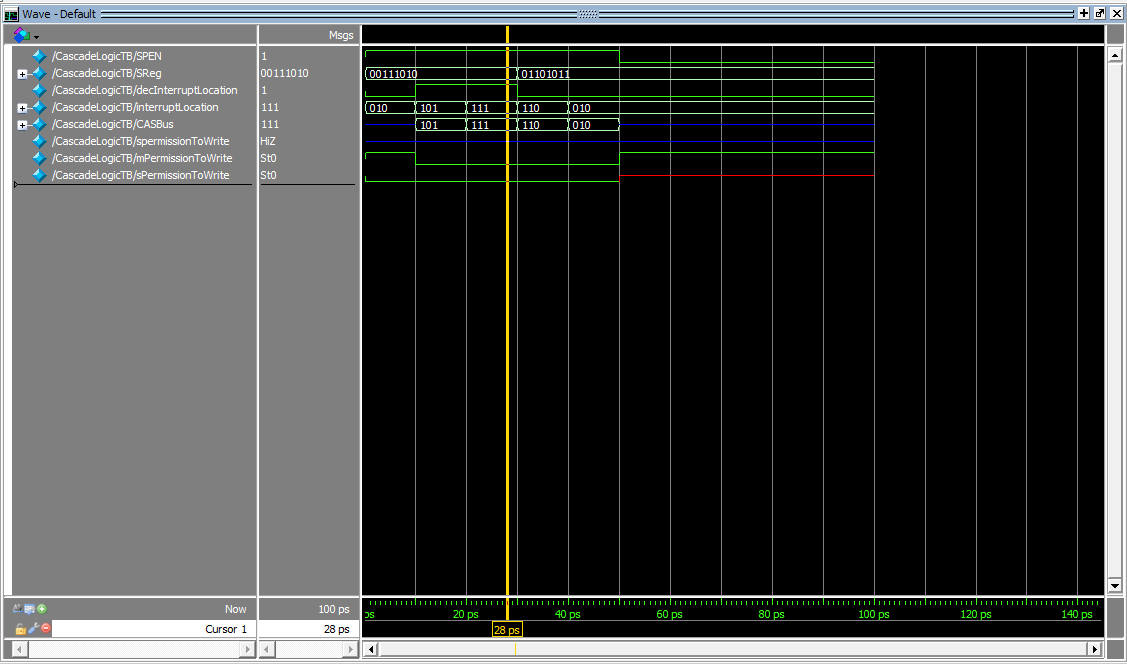 Wave - Default
Msgs
/CascadeLogicTB/SPEN 1
/CascadeLogicTB/SReg 00111010 00111010 01101011
/CascadeLogicTB/decInterruptLocation 1
/CascadeLogicTB/interruptLocation 111 010 101 111 110 010
/CascadeLogicTB/CASBus 111 101 111 110 010
/CascadeLogicTB/spermissionToWrite HiZ
/CascadeLogicTB/mPermissionToWrite St0
/CascadeLogicTB/sPermissionToWrite St0
Now 100 ps ps 20 ps 40 ps 60 ps 80 ps 100 ps 120 ps 140 ps
Cursor 1 28 ps 28 ps